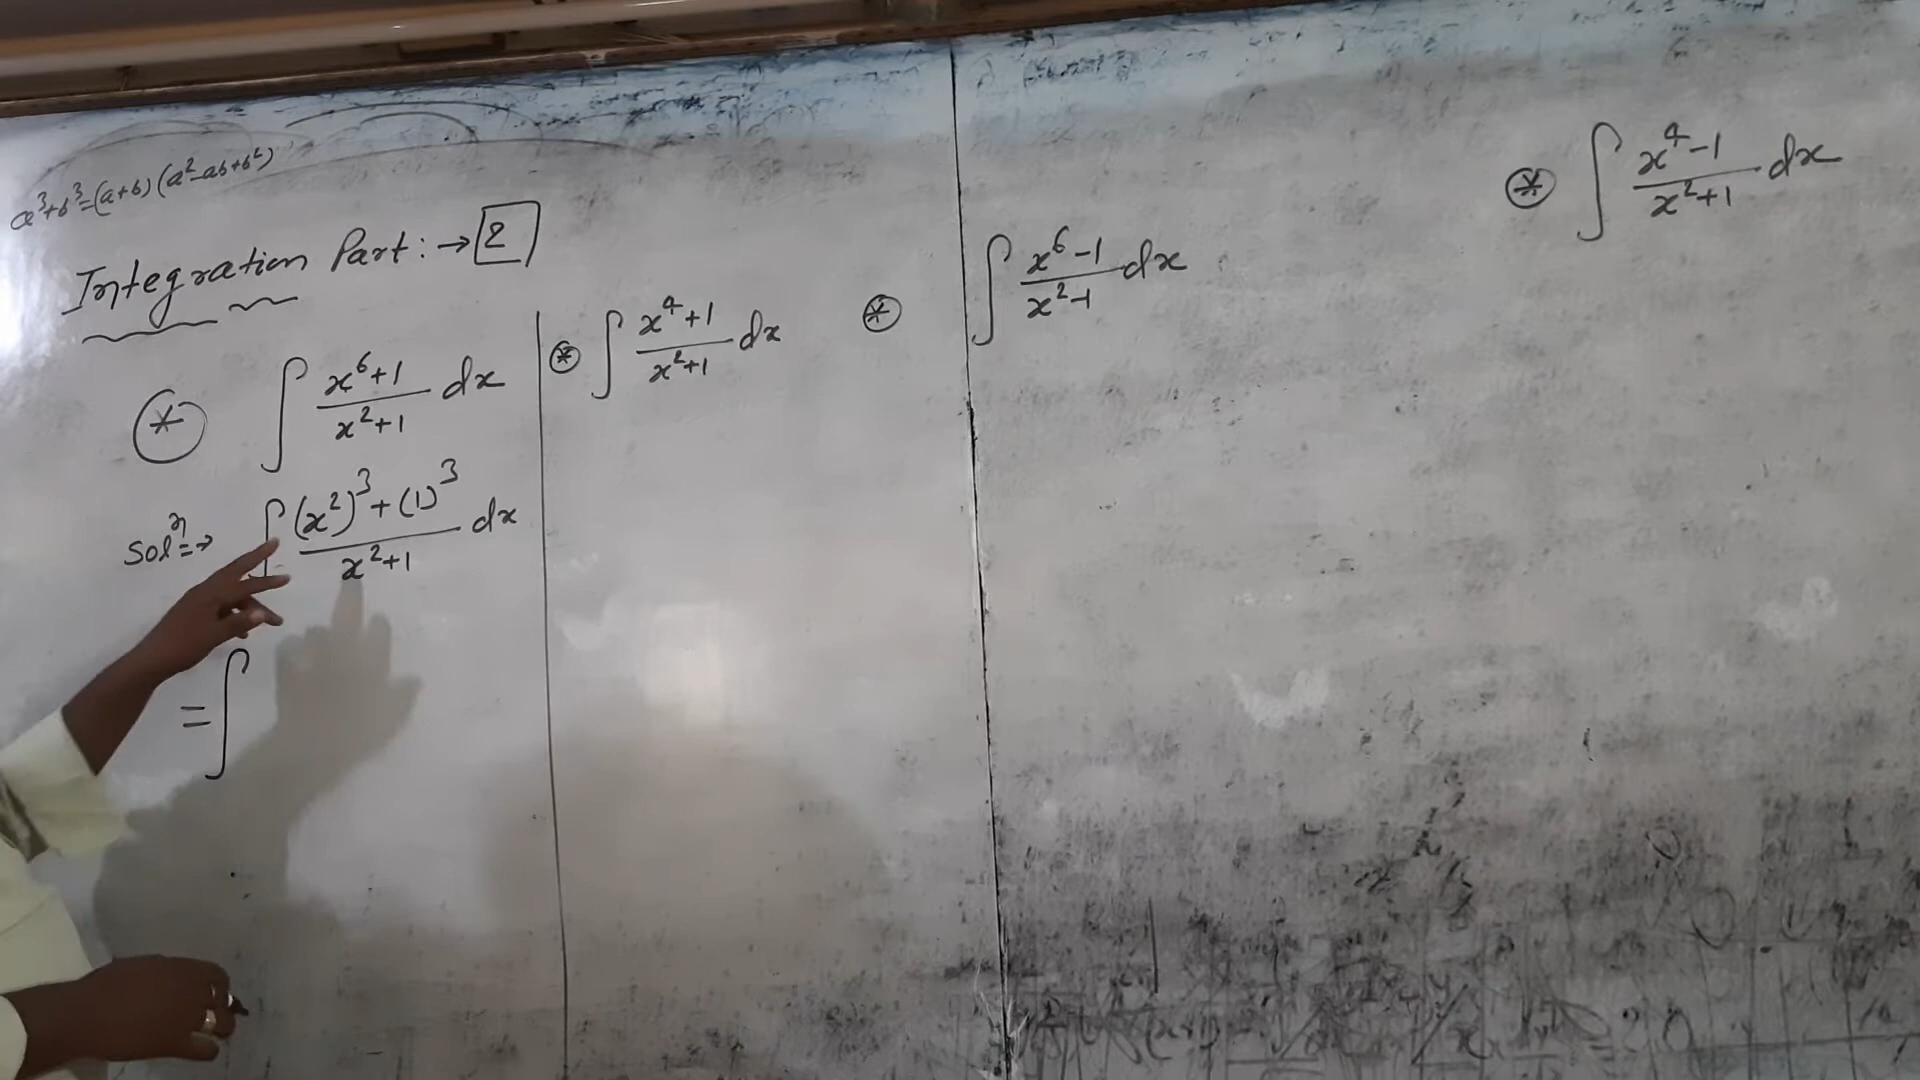 a³+b³=(a+b)(a²-ab+b²)
Integration Part:→ 2
⊛ ∫ x⁶+1 / x²+1 dx
⊛ ∫ x⁴+1 / x²+1 dx
⊛ ∫ x⁶-1 / x²-1 dx
⊛ ∫ x⁴-1 / x²+1 dx
Solⁿ=→ ∫ (x²)³+(1)³ / x²+1 dx
=∫